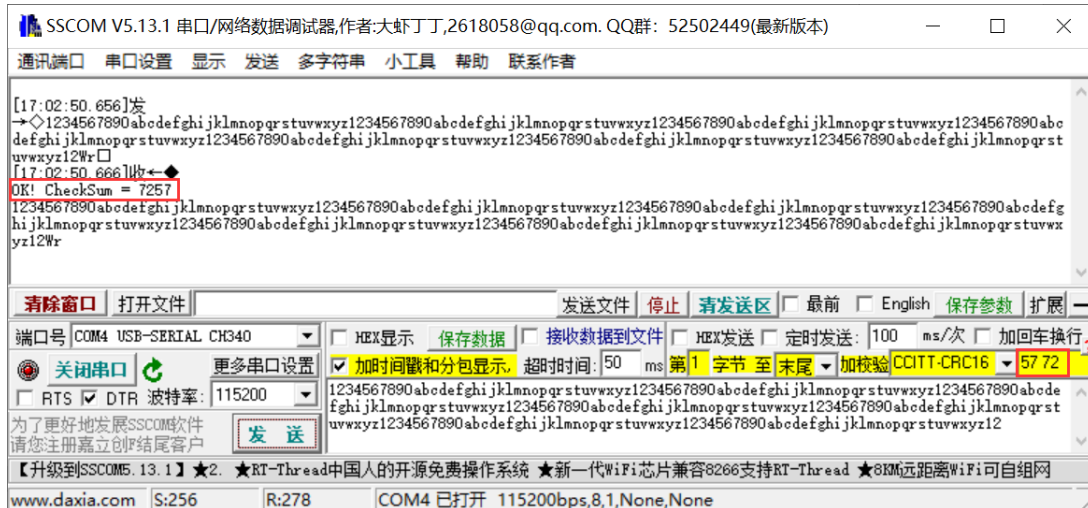 SSCOM V5.13.1 串口/网络数据调试器,作者:大虾丁丁,2618058@qq.com. QQ群：52502449(最新版本)
通讯端口 串口设置 显示 发送 多字符串 小工具 帮助 联系作者
[17:02:50.656]发
→◇1234567890abcdefghijklmnopqrstuvwxyz1234567890abcdefghijklmnopqrstuvwxyz1234567890abcdefghijklmnopqrstuvwxyz1234567890abc
defghijklmnopqrstuvwxyz1234567890abcdefghijklmnopqrstuvwxyz1234567890abcdefghijklmnopqrstuvwxyz1234567890abcdefghijklmnopqrst
uvwxyz12Wr□
[17:02:50.666]收←◆
OK! CheckSum = 7257
1234567890abcdefghijklmnopqrstuvwxyz1234567890abcdefghijklmnopqrstuvwxyz1234567890abcdefghijklmnopqrstuvwxyz1234567890abcdefg
hijklmnopqrstuvwxyz1234567890abcdefghijklmnopqrstuvwxyz1234567890abcdefghijklmnopqrstuvwxyz1234567890abcdefghijklmnopqrstuvwx
yz12Wr
清除窗口 打开文件 发送文件 停止 清发送区 最前 English 保存参数 扩展 —
端口号 COM4 USB-SERIAL CH340 HEX显示 保存数据 接收数据到文件 HEX发送 定时发送: 100 ms/次 加回车换行
关闭串口 更多串口设置 加时间戳和分包显示, 超时时间: 50 ms 第 1 字节 至 末尾 加校验 CCITT-CRC16 57 72
RTS DTR 波特率: 115200
1234567890abcdefghijklmnopqrstuvwxyz1234567890abcdefghijklmnopqrstuvwxyz1234567890abcde
fghijklmnopqrstuvwxyz1234567890abcdefghijklmnopqrstuvwxyz1234567890abcdefghijklmnopqrst
uvwxyz1234567890abcdefghijklmnopqrstuvwxyz1234567890abcdefghijklmnopqrstuvwxyz12
为了更好地发展SSCOM软件
请您注册嘉立创F结尾客户
发 送
【升级到SSCOM5.13.1】★2. ★RT-Thread中国人的开源免费操作系统 ★新一代WiFi芯片兼容8266支持RT-Thread ★8KM远距离WiFi可自组网
www.daxia.com S:256 R:278 COM4 已打开 115200bps,8,1,None,None